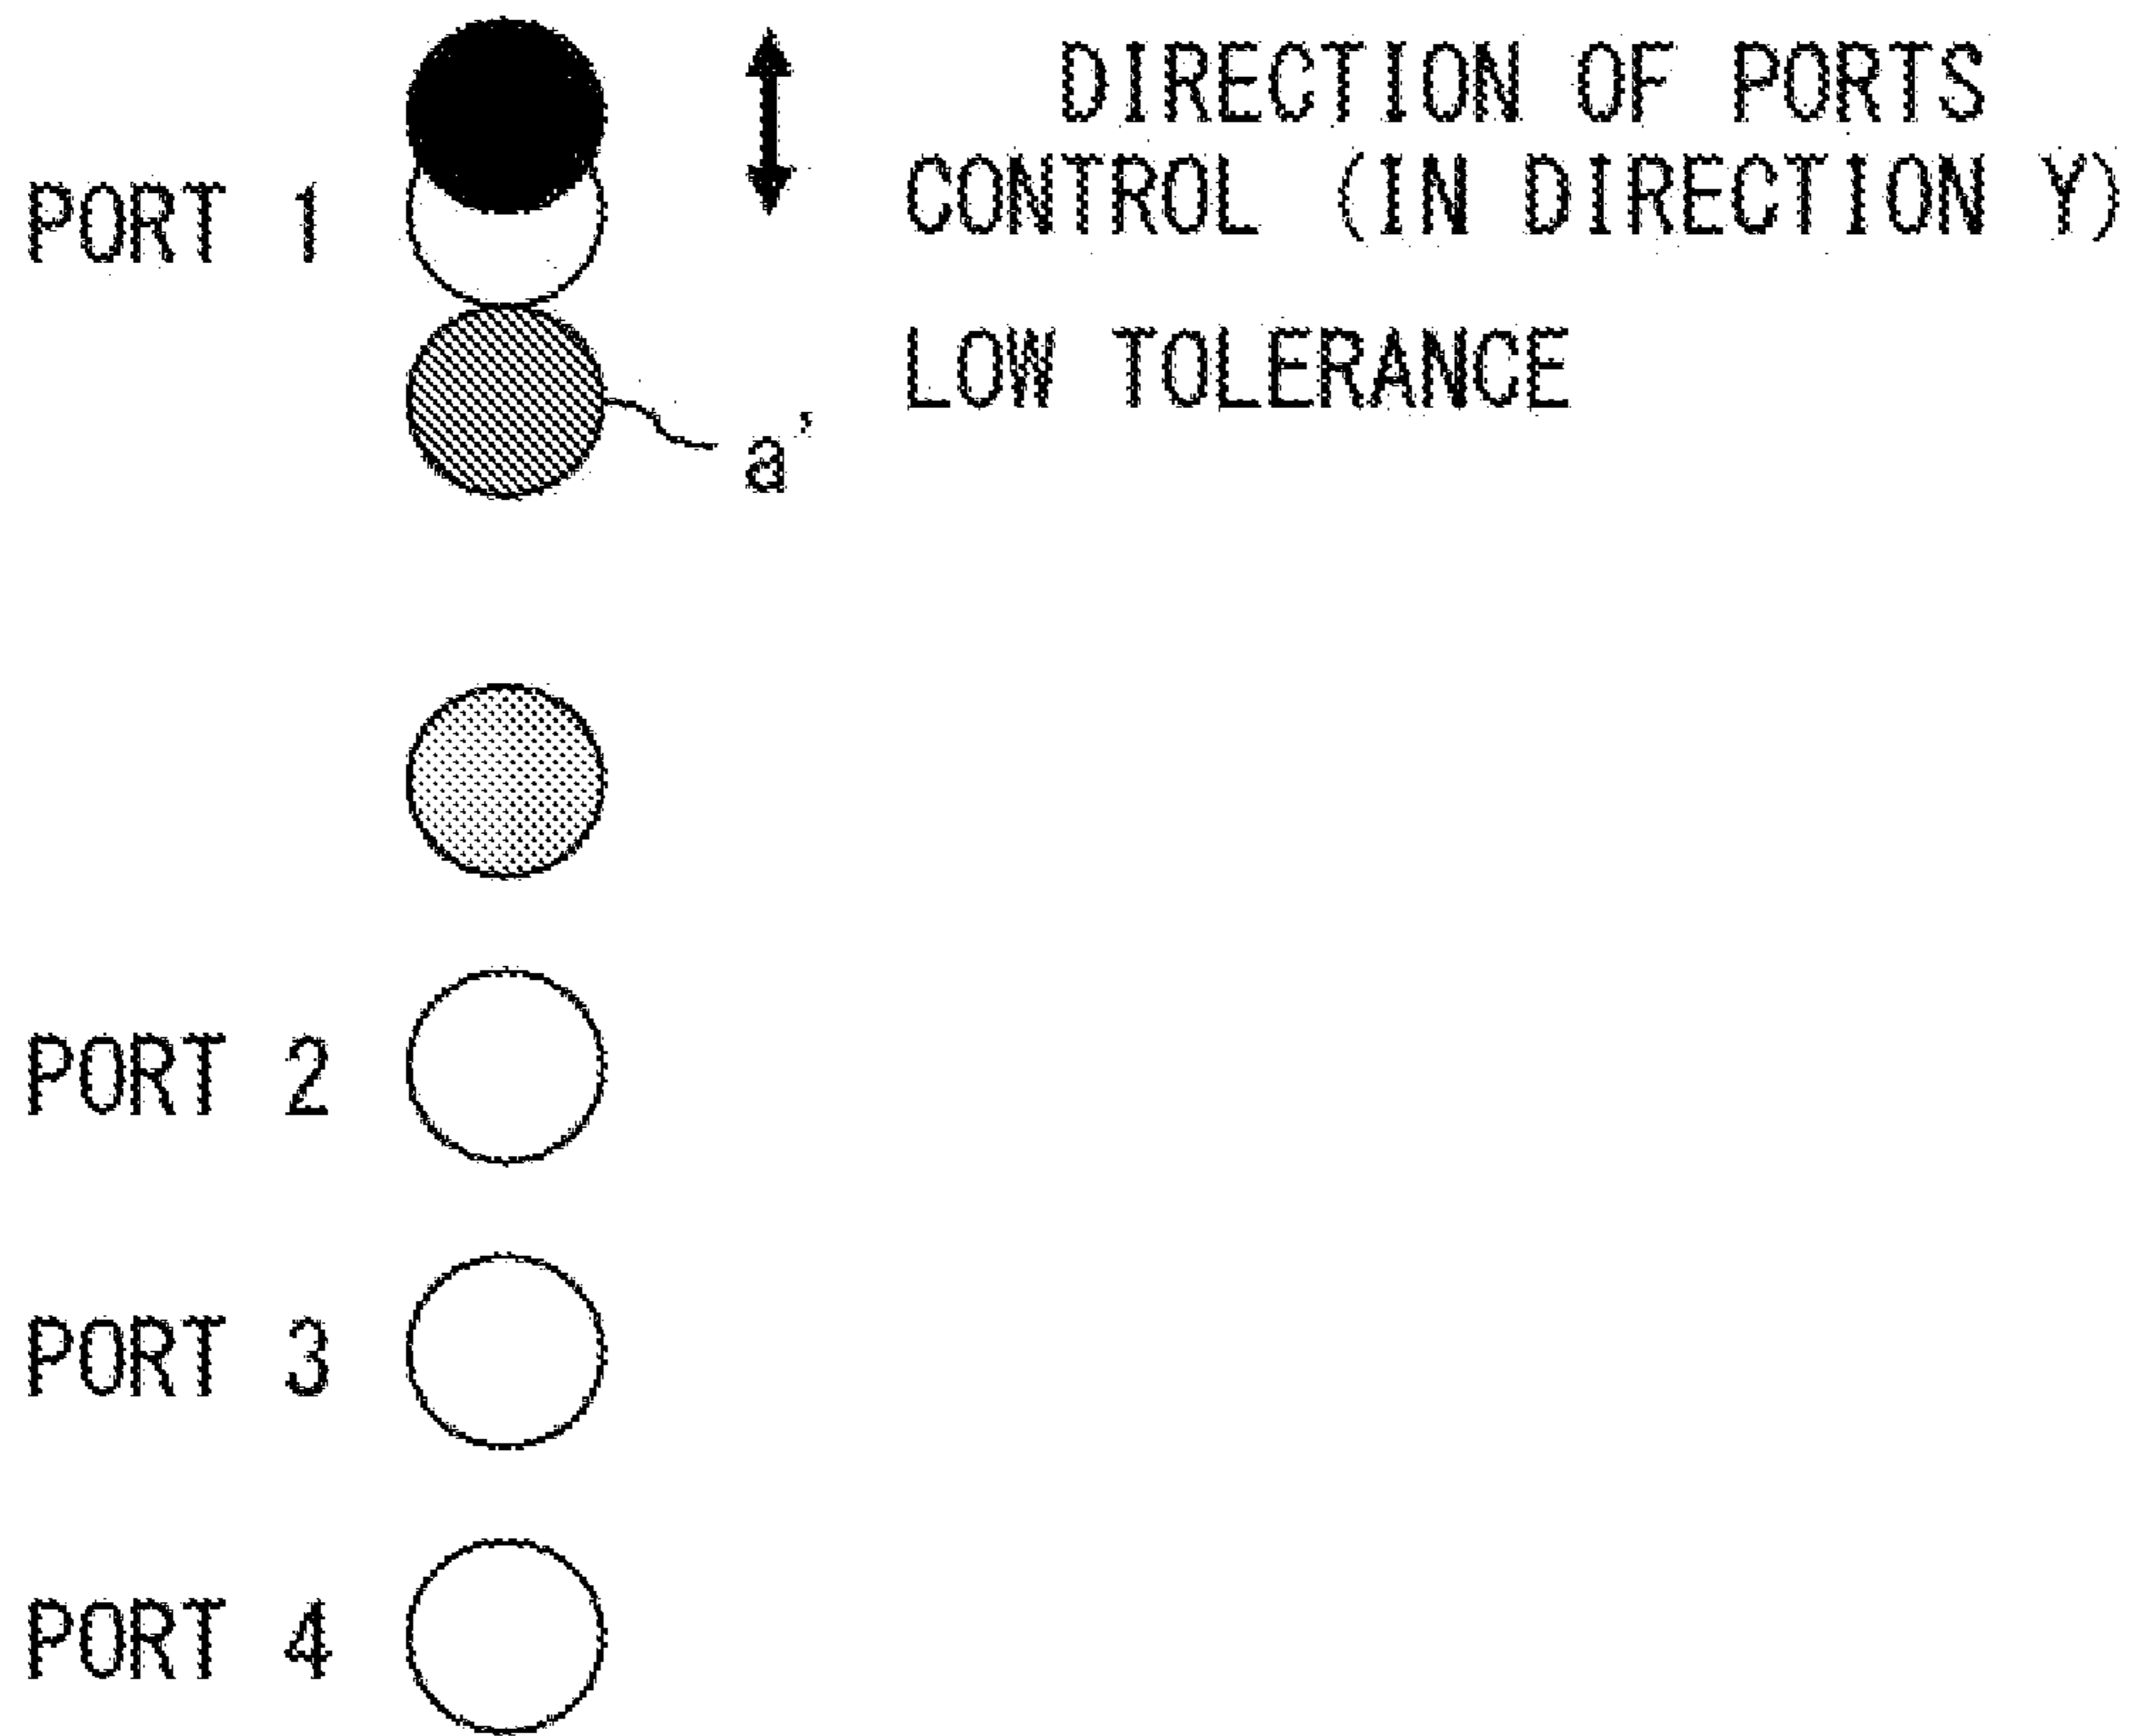 DIRECTION OF PORTS
CONTROL (IN DIRECTION Y)
PORT 1
LOW TOLERANCE
a'
PORT 2
PORT 3
PORT 4